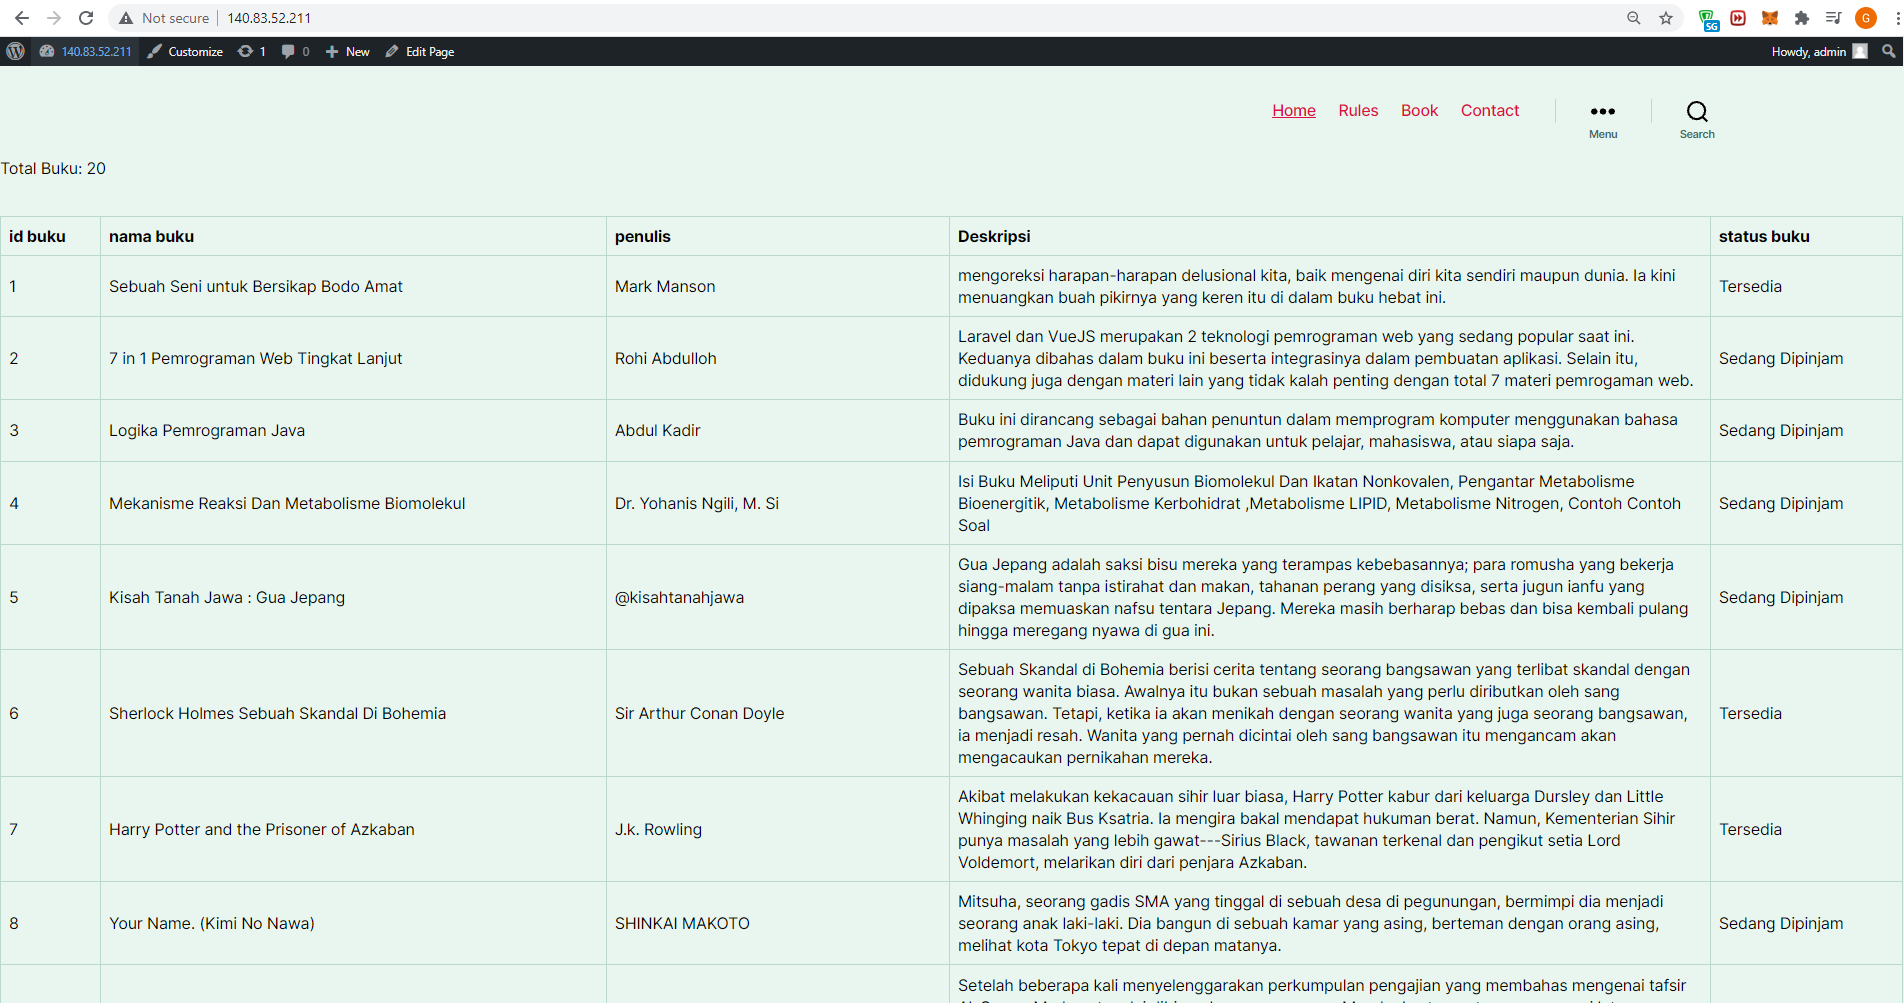 Not secure 140.83.52.211
SG
G
140.83.52.211 Customize 1 0 New Edit Page Howdy, admin
Home Rules Book Contact Menu Search
Total Buku: 20
id buku nama buku penulis Deskripsi status buku
1 Sebuah Seni untuk Bersikap Bodo Amat Mark Manson mengoreksi harapan-harapan delusional kita, baik mengenai diri kita sendiri maupun dunia. Ia kini
menuangkan buah pikirnya yang keren itu di dalam buku hebat ini. Tersedia
2 7 in 1 Pemrograman Web Tingkat Lanjut Rohi Abdulloh Laravel dan VueJS merupakan 2 teknologi pemrograman web yang sedang popular saat ini.
Keduanya dibahas dalam buku ini beserta integrasinya dalam pembuatan aplikasi. Selain itu,
didukung juga dengan materi lain yang tidak kalah penting dengan total 7 materi pemrogaman web. Sedang Dipinjam
3 Logika Pemrograman Java Abdul Kadir Buku ini dirancang sebagai bahan penuntun dalam memprogram komputer menggunakan bahasa
pemrograman Java dan dapat digunakan untuk pelajar, mahasiswa, atau siapa saja. Sedang Dipinjam
4 Mekanisme Reaksi Dan Metabolisme Biomolekul Dr. Yohanis Ngili, M. Si Isi Buku Meliputi Unit Penyusun Biomolekul Dan Ikatan Nonkovalen, Pengantar Metabolisme
Bioenergitik, Metabolisme Kerbohidrat ,Metabolisme LIPID, Metabolisme Nitrogen, Contoh Contoh
Soal Sedang Dipinjam
5 Kisah Tanah Jawa : Gua Jepang @kisahtanahjawa Gua Jepang adalah saksi bisu mereka yang terampas kebebasannya; para romusha yang bekerja
siang-malam tanpa istirahat dan makan, tahanan perang yang disiksa, serta jugun ianfu yang
dipaksa memuaskan nafsu tentara Jepang. Mereka masih berharap bebas dan bisa kembali pulang
hingga meregang nyawa di gua ini. Sedang Dipinjam
6 Sherlock Holmes Sebuah Skandal Di Bohemia Sir Arthur Conan Doyle Sebuah Skandal di Bohemia berisi cerita tentang seorang bangsawan yang terlibat skandal dengan
seorang wanita biasa. Awalnya itu bukan sebuah masalah yang perlu diributkan oleh sang
bangsawan. Tetapi, ketika ia akan menikah dengan seorang wanita yang juga seorang bangsawan,
ia menjadi resah. Wanita yang pernah dicintai oleh sang bangsawan itu mengancam akan
mengacaukan pernikahan mereka. Tersedia
7 Harry Potter and the Prisoner of Azkaban J.k. Rowling Akibat melakukan kekacauan sihir luar biasa, Harry Potter kabur dari keluarga Dursley dan Little
Whinging naik Bus Ksatria. Ia mengira bakal mendapat hukuman berat. Namun, Kementerian Sihir
punya masalah yang lebih gawat---Sirius Black, tawanan terkenal dan pengikut setia Lord
Voldemort, melarikan diri dari penjara Azkaban. Tersedia
8 Your Name. (Kimi No Nawa) SHINKAI MAKOTO Mitsuha, seorang gadis SMA yang tinggal di sebuah desa di pegunungan, bermimpi dia menjadi
seorang anak laki-laki. Dia bangun di sebuah kamar yang asing, berteman dengan orang asing,
melihat kota Tokyo tepat di depan matanya. Sedang Dipinjam
Setelah beberapa kali menyelenggarakan perkumpulan pengajian yang membahas mengenai tafsir